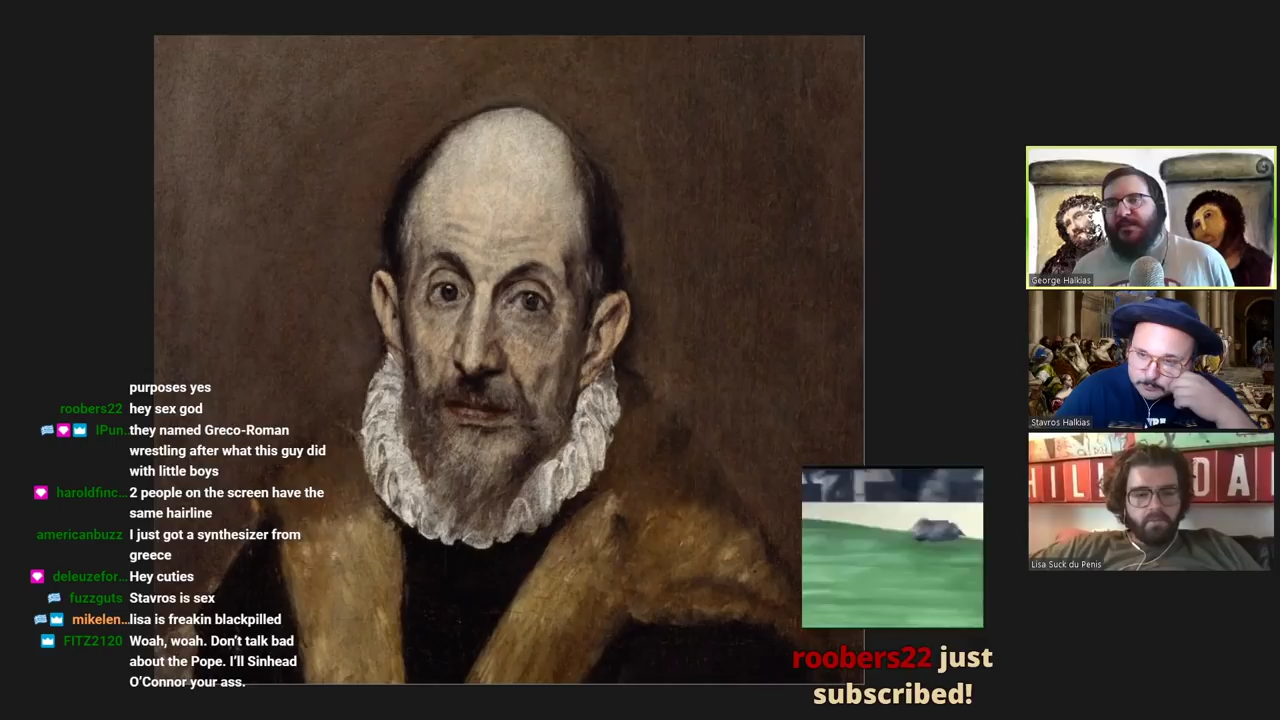 purposes yes
roobers22 hey sex god
IPun... they named Greco-Roman
wrestling after what this guy did
with little boys
haroldfinc... 2 people on the screen have the
same hairline
americanbuzz I just got a synthesizer from
greece
deleuzefor... Hey cuties
fuzzguts Stavros is sex
mikelen... lisa is freakin blackpilled
FITZ2120 Woah, woah. Don't talk bad
about the Pope. I'll Sinhead
O'Connor your ass.
roobers22 just
subscribed!
George Halkias
Stavros Halkias
HILL DA
Lisa Suck du Penis